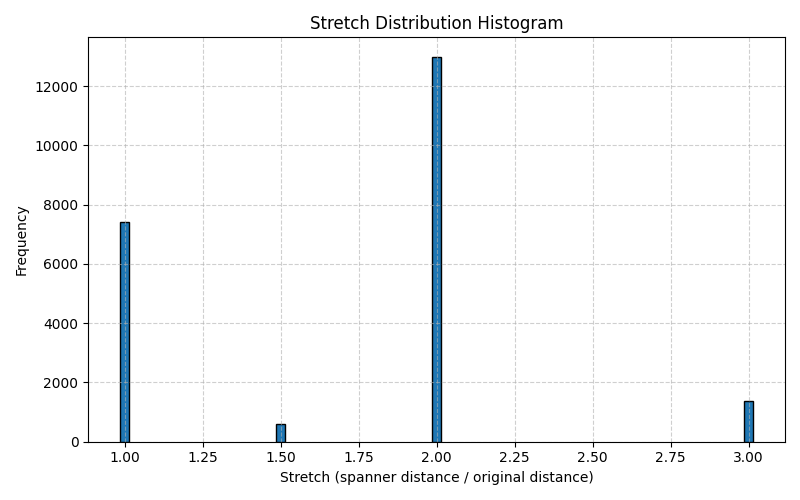 Stretch Distribution Histogram
Frequency
12000
10000
8000
6000
4000
2000
0
1.00 1.25 1.50 1.75 2.00 2.25 2.50 2.75 3.00
Stretch (spanner distance / original distance)